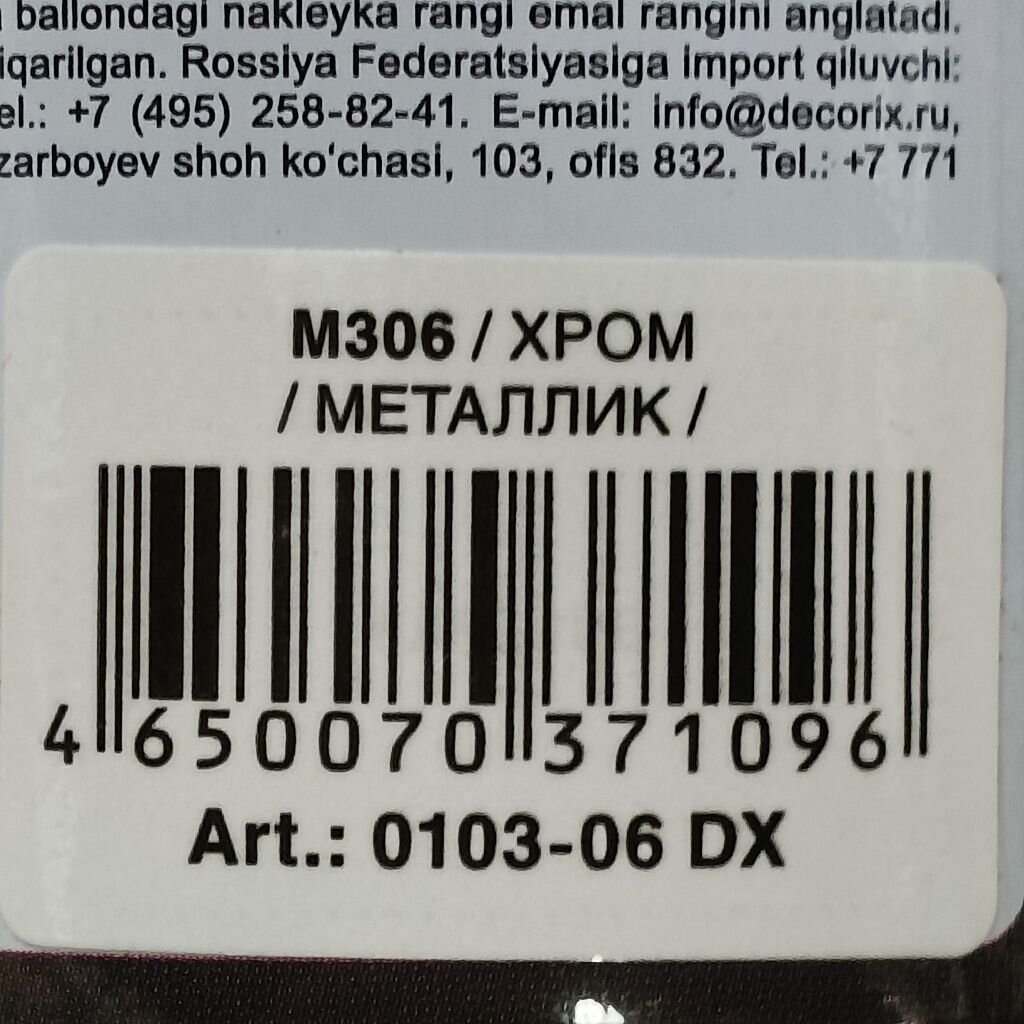 ballondagi nakleyka rangi emal rangini anglatadi.
iqarilgan. Rossiya Federatsiyasiga import qiluvchi:
el.: +7 (495) 258-82-41. E-mail: info@decorix.ru,
zarboyev shoh ko'chasi, 103, ofis 832. Tel.: +7 771
M306 / ХРОМ
/ МЕТАЛЛИК /
4 650070 371096
Art.: 0103-06 DX